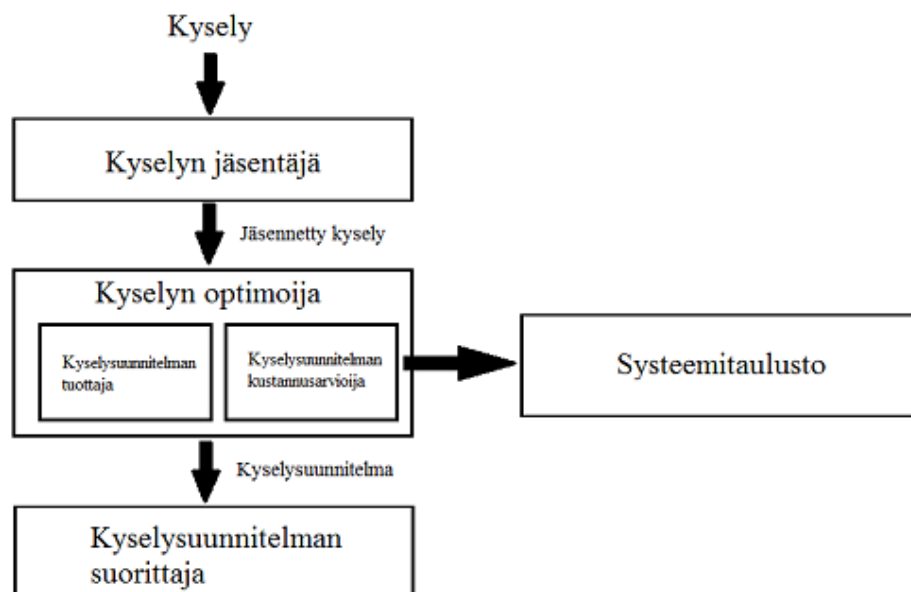 Kysely
Kyselyn jäsentäjä
Jäsennetty kysely
Kyselyn optimoija
Kyselysuunnitelman
tuottaja
Kyselysuunnitelman
kustannusarvioija
Systeemitaulusto
Kyselysuunnitelma
Kyselysuunnitelman
suorittaja